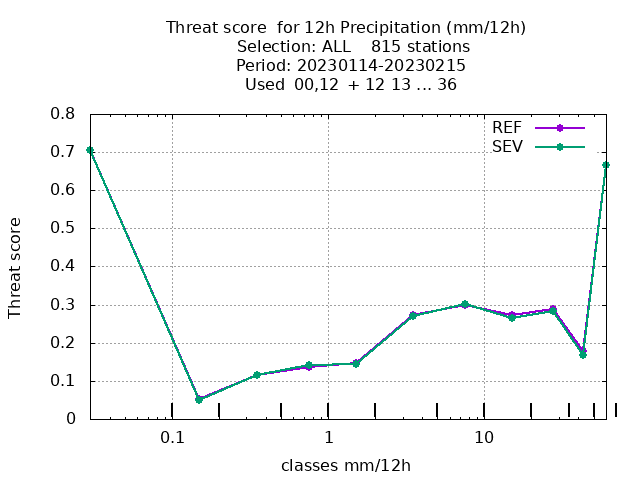 Threat score  for 12h Precipitation (mm/12h)
Selection: ALL    815 stations
Period: 20230114-20230215
Used  00,12  + 12 13 ... 36
REF
SEV
0.8
0.7
0.6
0.5
0.4
0.3
0.2
0.1
0
Threat score
0.1
1
10
classes mm/12h